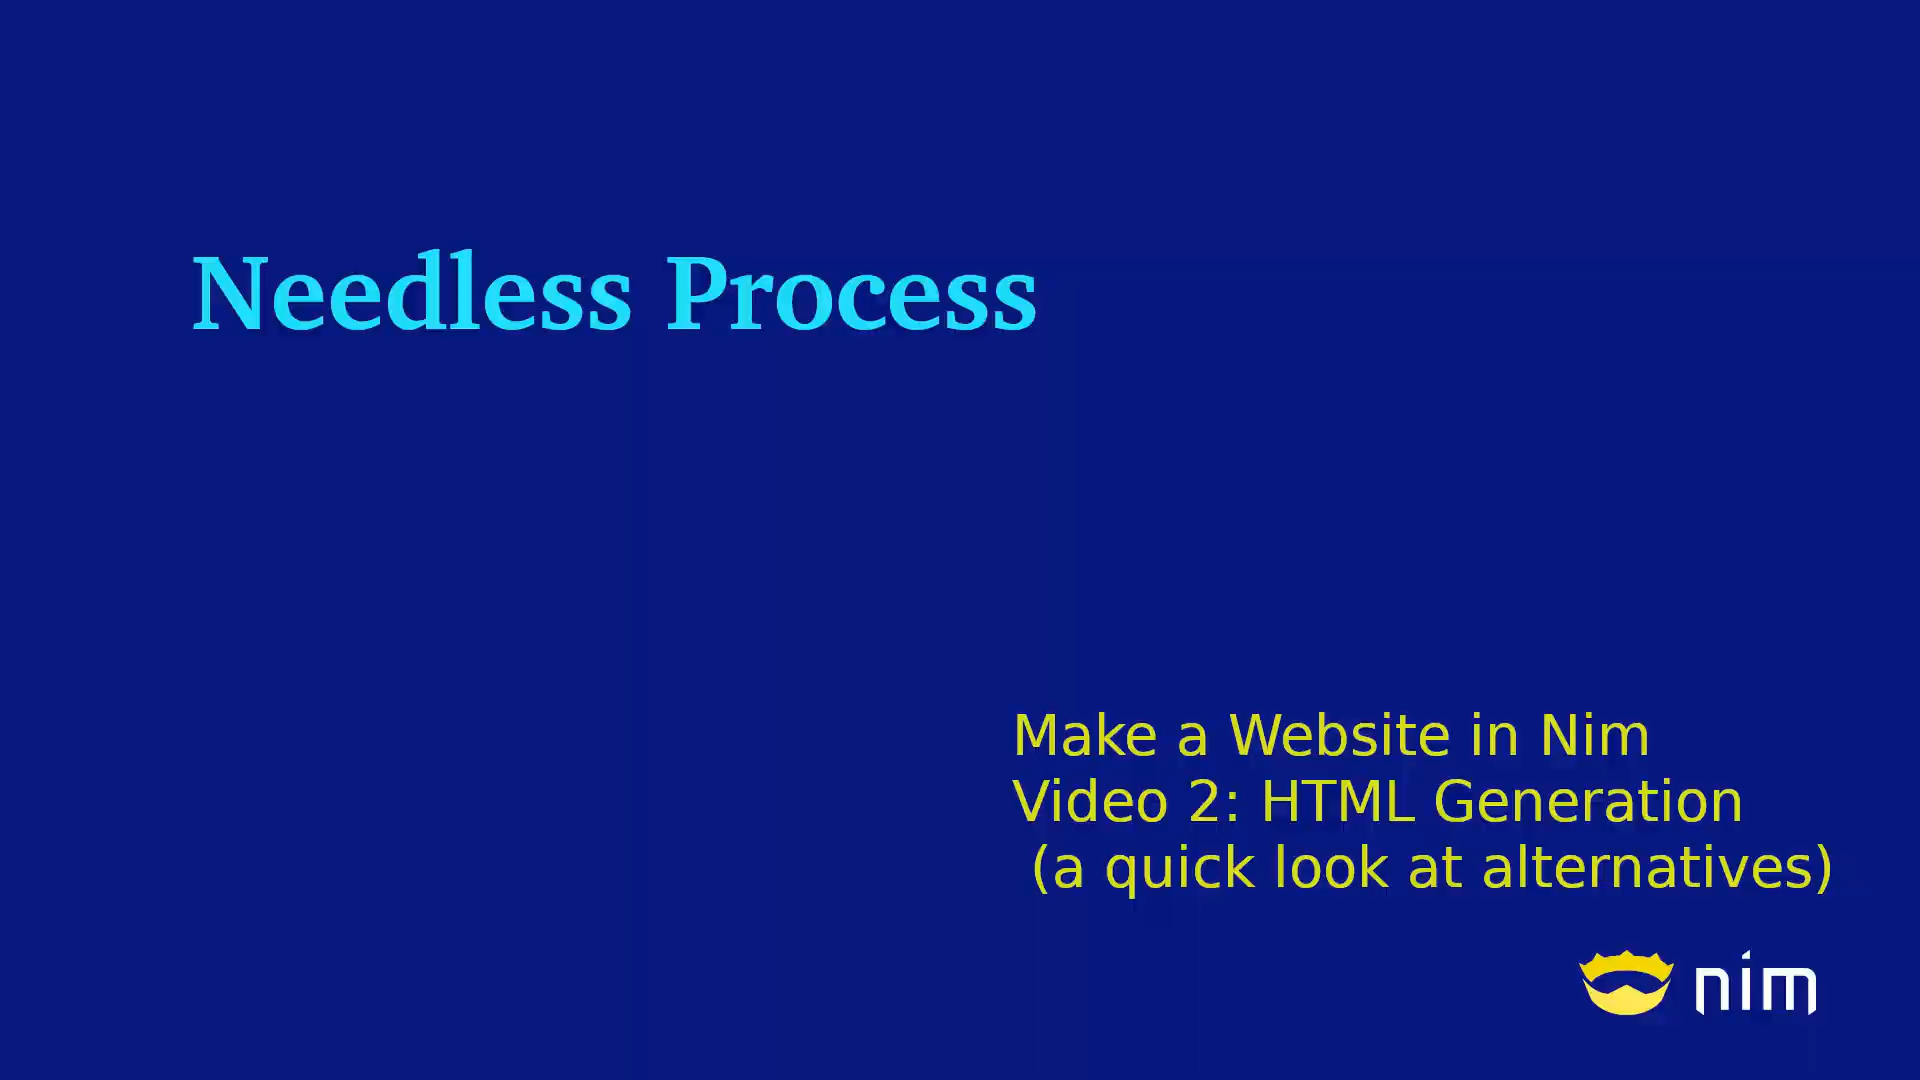 Needless Process
Make a Website in Nim
Video 2: HTML Generation
(a quick look at alternatives)
nim